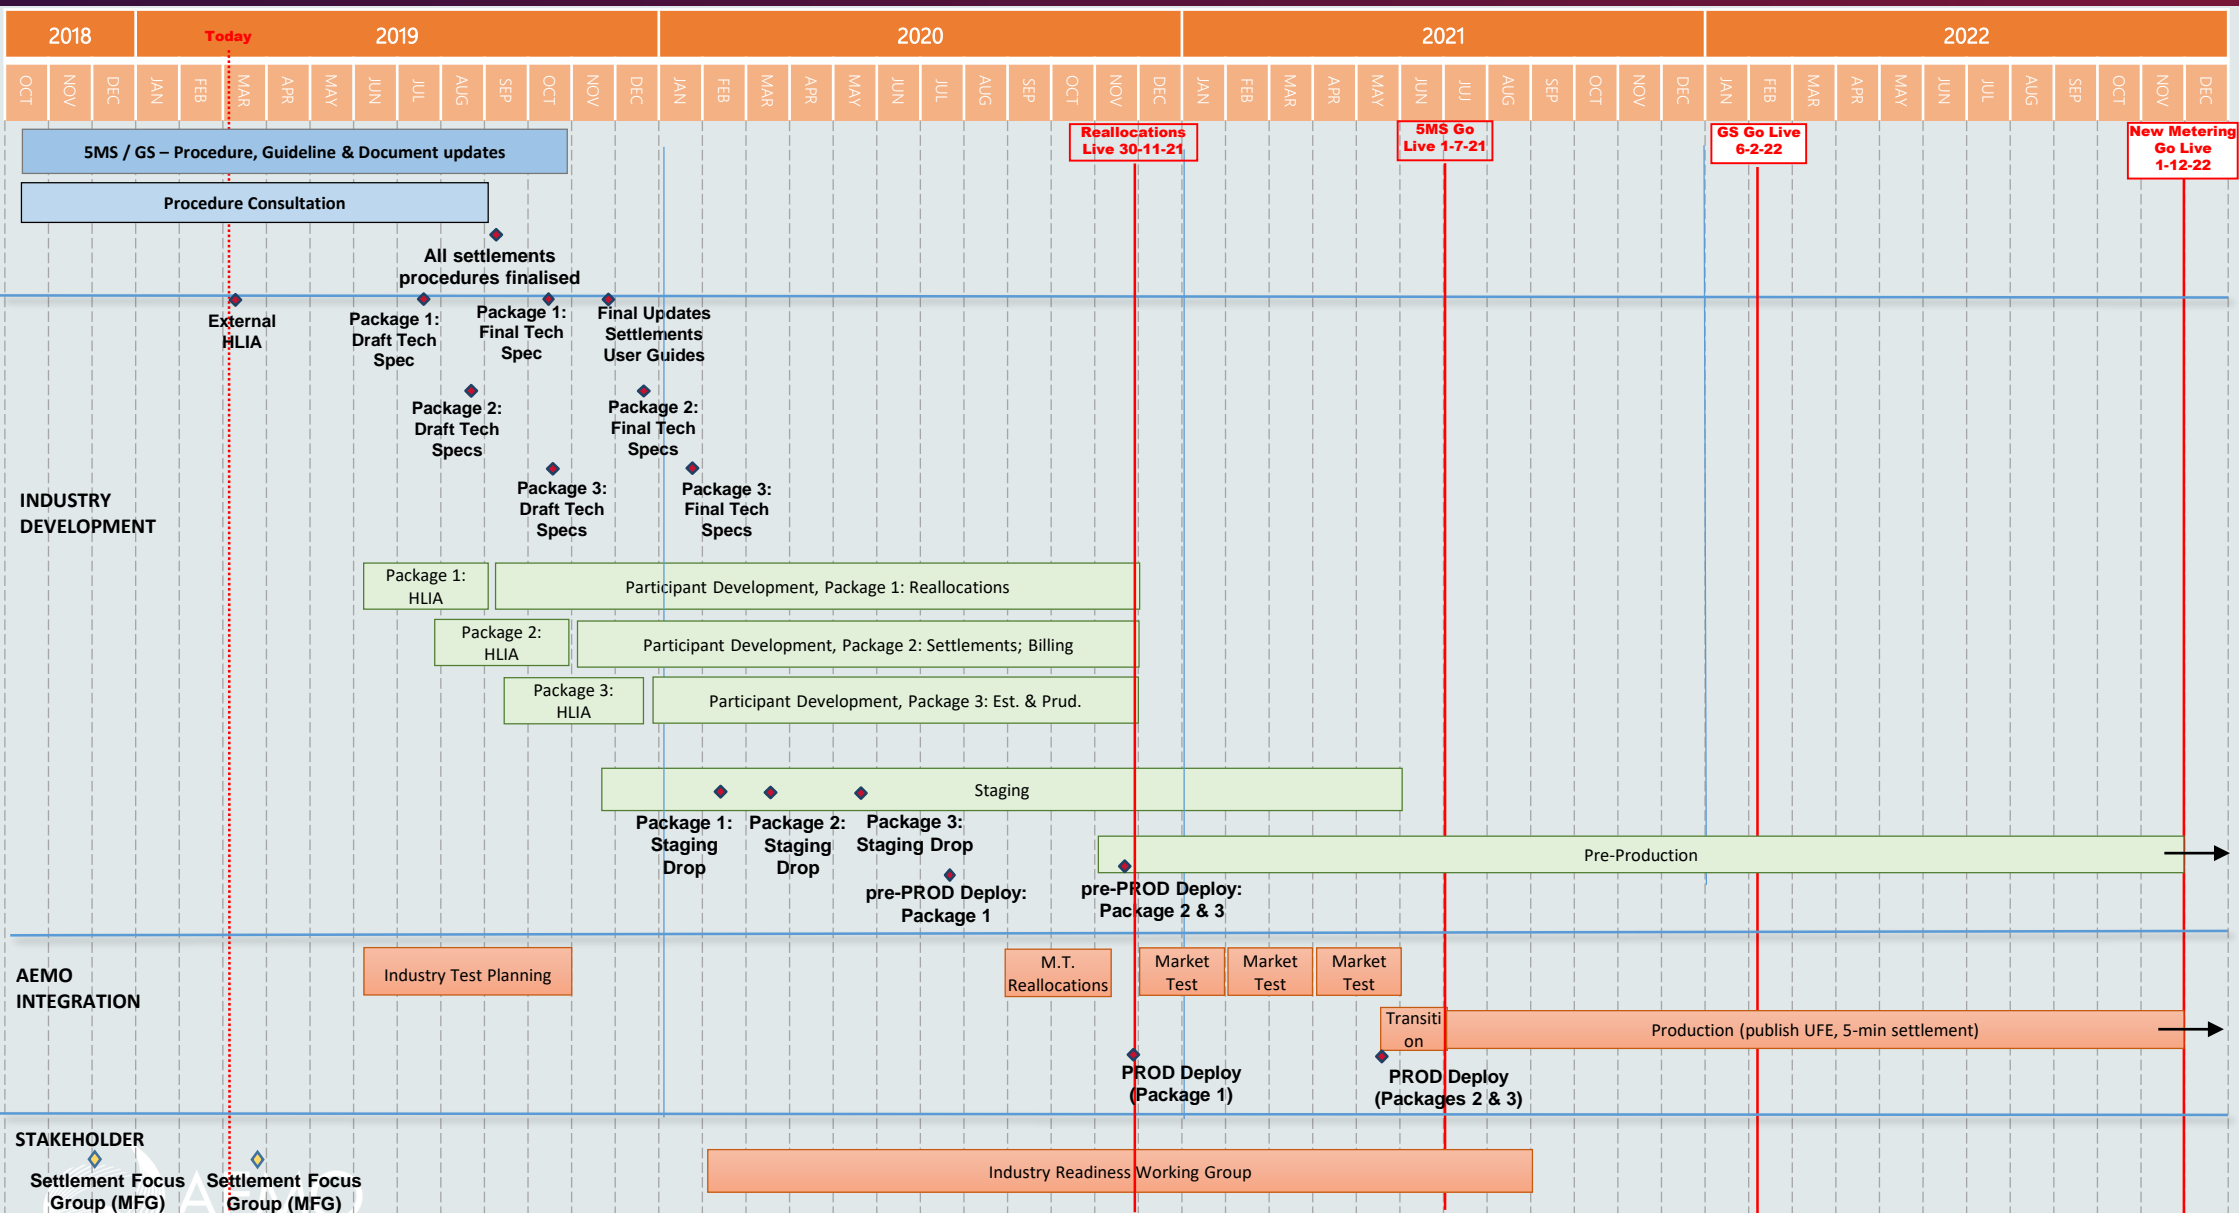 2018
Today
2019
2020
2021
2022
OCT
NOV
DEC
JAN
FEB
MAR
APR
MAY
JUN
JUL
AUG
SEP
OCT
NOV
DEC
JAN
FEB
MAR
APR
MAY
JUN
JUL
AUG
SEP
OCT
NOV
DEC
JAN
FEB
MAR
APR
MAY
JUN
JUJ
AUG
SEP
OCT
NOV
DEC
JAN
FEB
MAR
APR
MAY
JUN
JUL
AUG
SEP
OCT
NOV
DEC
Reallocations
Live 30-11-21
5MS Go
Live 1-7-21
GS Go Live
6-2-22
New Metering
Go Live
1-12-22
5MS / GS – Procedure, Guideline & Document updates
Procedure Consultation
All settlements
procedures finalised
External
HLIA
Package 1:
Draft Tech
Spec
Package 1:
Final Tech
Spec
Final Updates
Settlements
User Guides
Package 2:
Draft Tech
Specs
Package 2:
Final Tech
Specs
Package 3:
Draft Tech
Specs
Package 3:
Final Tech
Specs
INDUSTRY
DEVELOPMENT
Package 1:
HLIA
Participant Development, Package 1: Reallocations
Package 2:
HLIA
Participant Development, Package 2: Settlements; Billing
Package 3:
HLIA
Participant Development, Package 3: Est. & Prud.
Staging
Package 1:
Staging
Drop
Package 2:
Staging
Drop
Package 3:
Staging Drop
Pre-Production
pre-PROD Deploy:
Package 1
pre-PROD Deploy:
Package 2 & 3
AEMO
INTEGRATION
Industry Test Planning
M.T.
Reallocations
Market
Test
Market
Test
Market
Test
Transiti
on
Production (publish UFE, 5-min settlement)
PROD Deploy
(Package 1)
PROD Deploy
(Packages 2 & 3)
STAKEHOLDER
Settlement Focus
Group (MFG)
Settlement Focus
Group (MFG)
Industry Readiness Working Group
AEMO